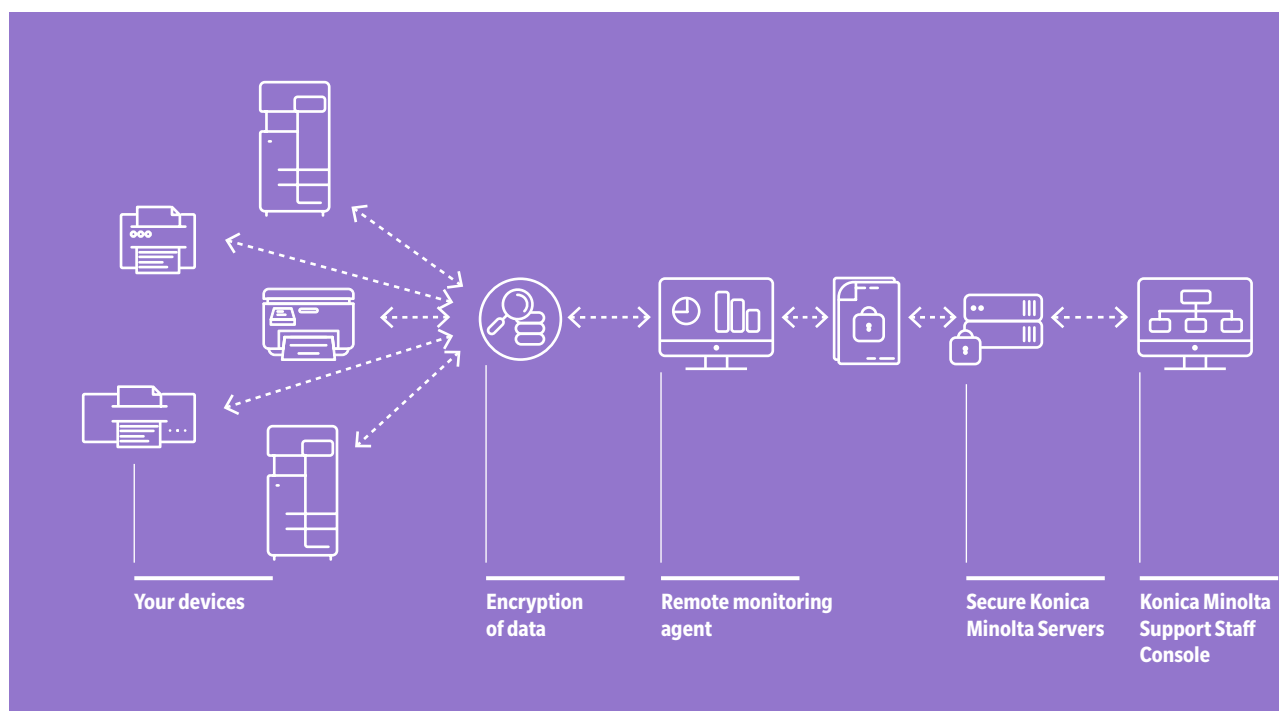 Your devices
Encryption
of data
Remote monitoring
agent
Secure Konica
Minolta Servers
Konica Minolta
Support Staff
Console